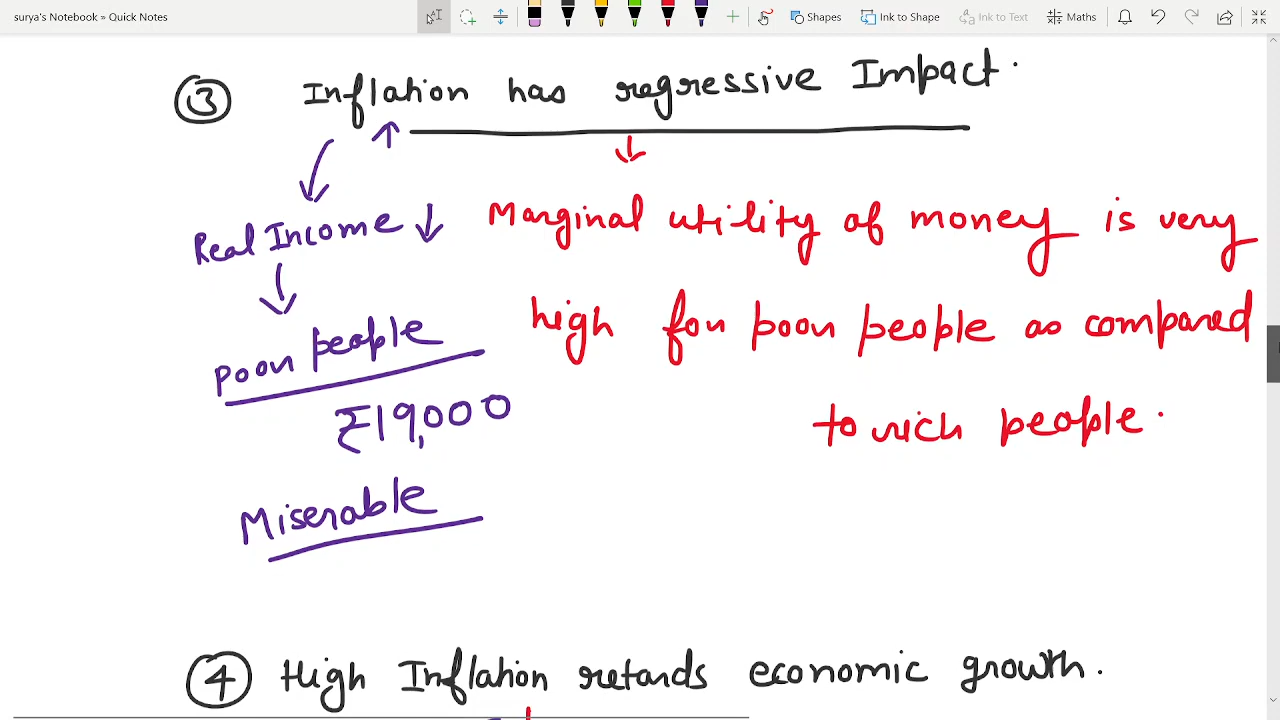 surya's Notebook » Quick Notes
Shapes Ink to Shape Ink to Text Maths
③ Inflation has regressive Impact.
↑ ↓
Real Income ↓
Marginal utility of money is very
high for poor people as compared
to rich people.
↓
poor people
₹19,000
Miserable
④ High Inflation retards economic growth.